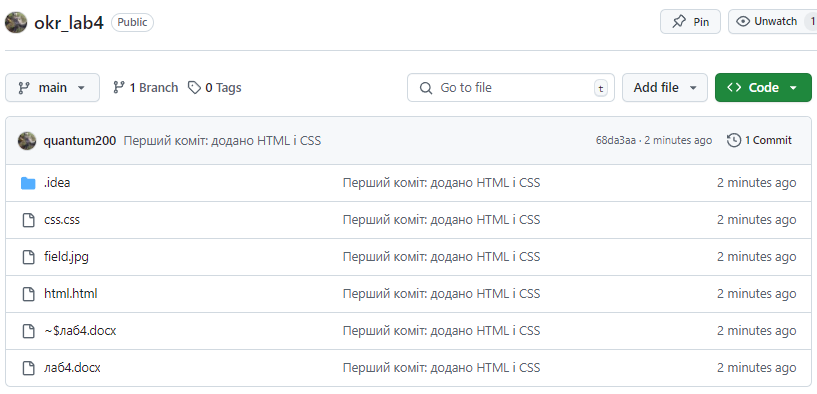 okr_lab4 Public Pin Unwatch 1
main 1 Branch 0 Tags Go to file t Add file Code
quantum200 Перший коміт: додано HTML і CSS 68da3aa · 2 minutes ago 1 Commit
.idea Перший коміт: додано HTML і CSS 2 minutes ago
css.css Перший коміт: додано HTML і CSS 2 minutes ago
field.jpg Перший коміт: додано HTML і CSS 2 minutes ago
html.html Перший коміт: додано HTML і CSS 2 minutes ago
~$лаб4.docx Перший коміт: додано HTML і CSS 2 minutes ago
лаб4.docx Перший коміт: додано HTML і CSS 2 minutes ago